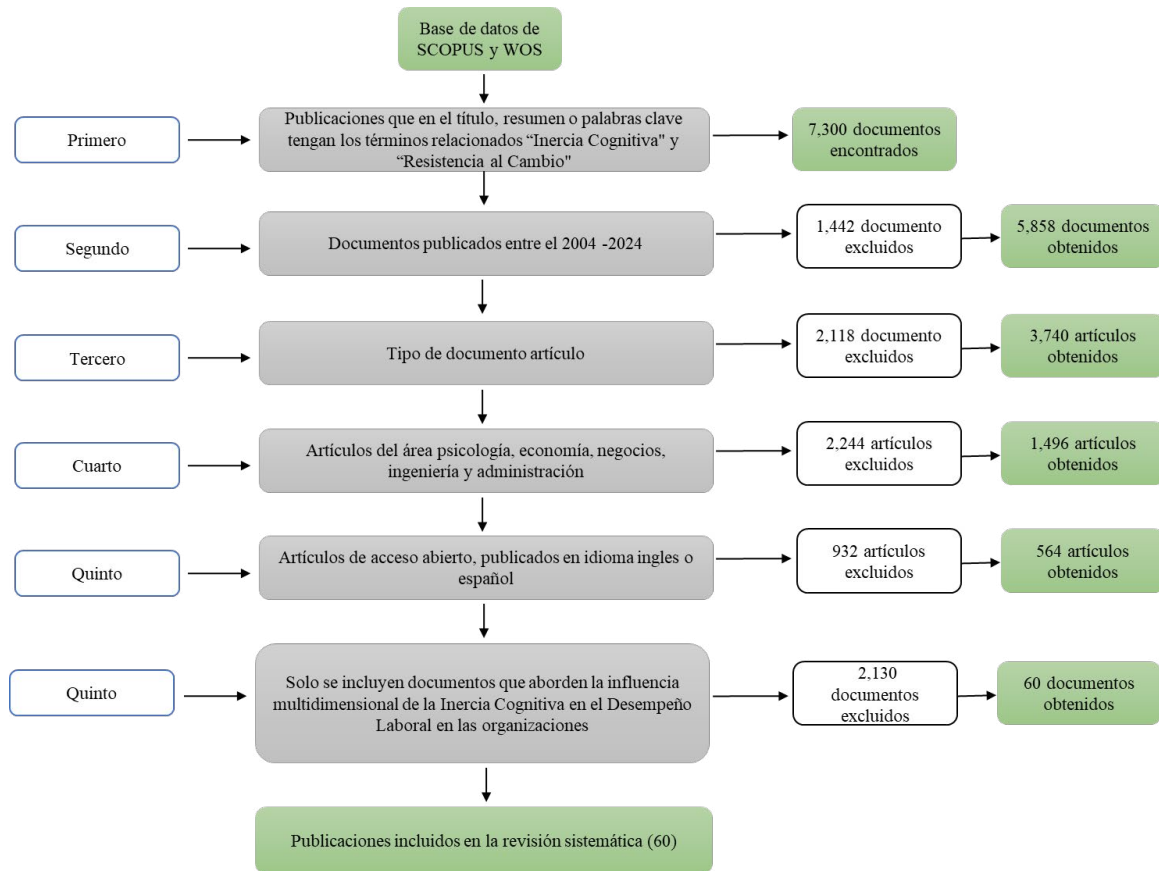 Base de datos de
SCOPUS y WOS
Primero
Publicaciones que en el título, resumen o palabras clave
tengan los términos relacionados “Inercia Cognitiva" y
“Resistencia al Cambio"
7,300 documentos
encontrados
Segundo
Documentos publicados entre el 2004 -2024
1,442 documento
excluidos
5,858 documentos
obtenidos
Tercero
Tipo de documento artículo
2,118 documento
excluidos
3,740 artículos
obtenidos
Cuarto
Artículos del área psicología, economía, negocios,
ingeniería y administración
2,244 artículos
excluidos
1,496 artículos
obtenidos
Quinto
Artículos de acceso abierto, publicados en idioma ingles o
español
932 artículos
excluidos
564 artículos
obtenidos
Quinto
Solo se incluyen documentos que aborden la influencia
multidimensional de la Inercia Cognitiva en el Desempeño
Laboral en las organizaciones
2,130
documentos
excluidos
60 documentos
obtenidos
Publicaciones incluidos en la revisión sistemática (60)